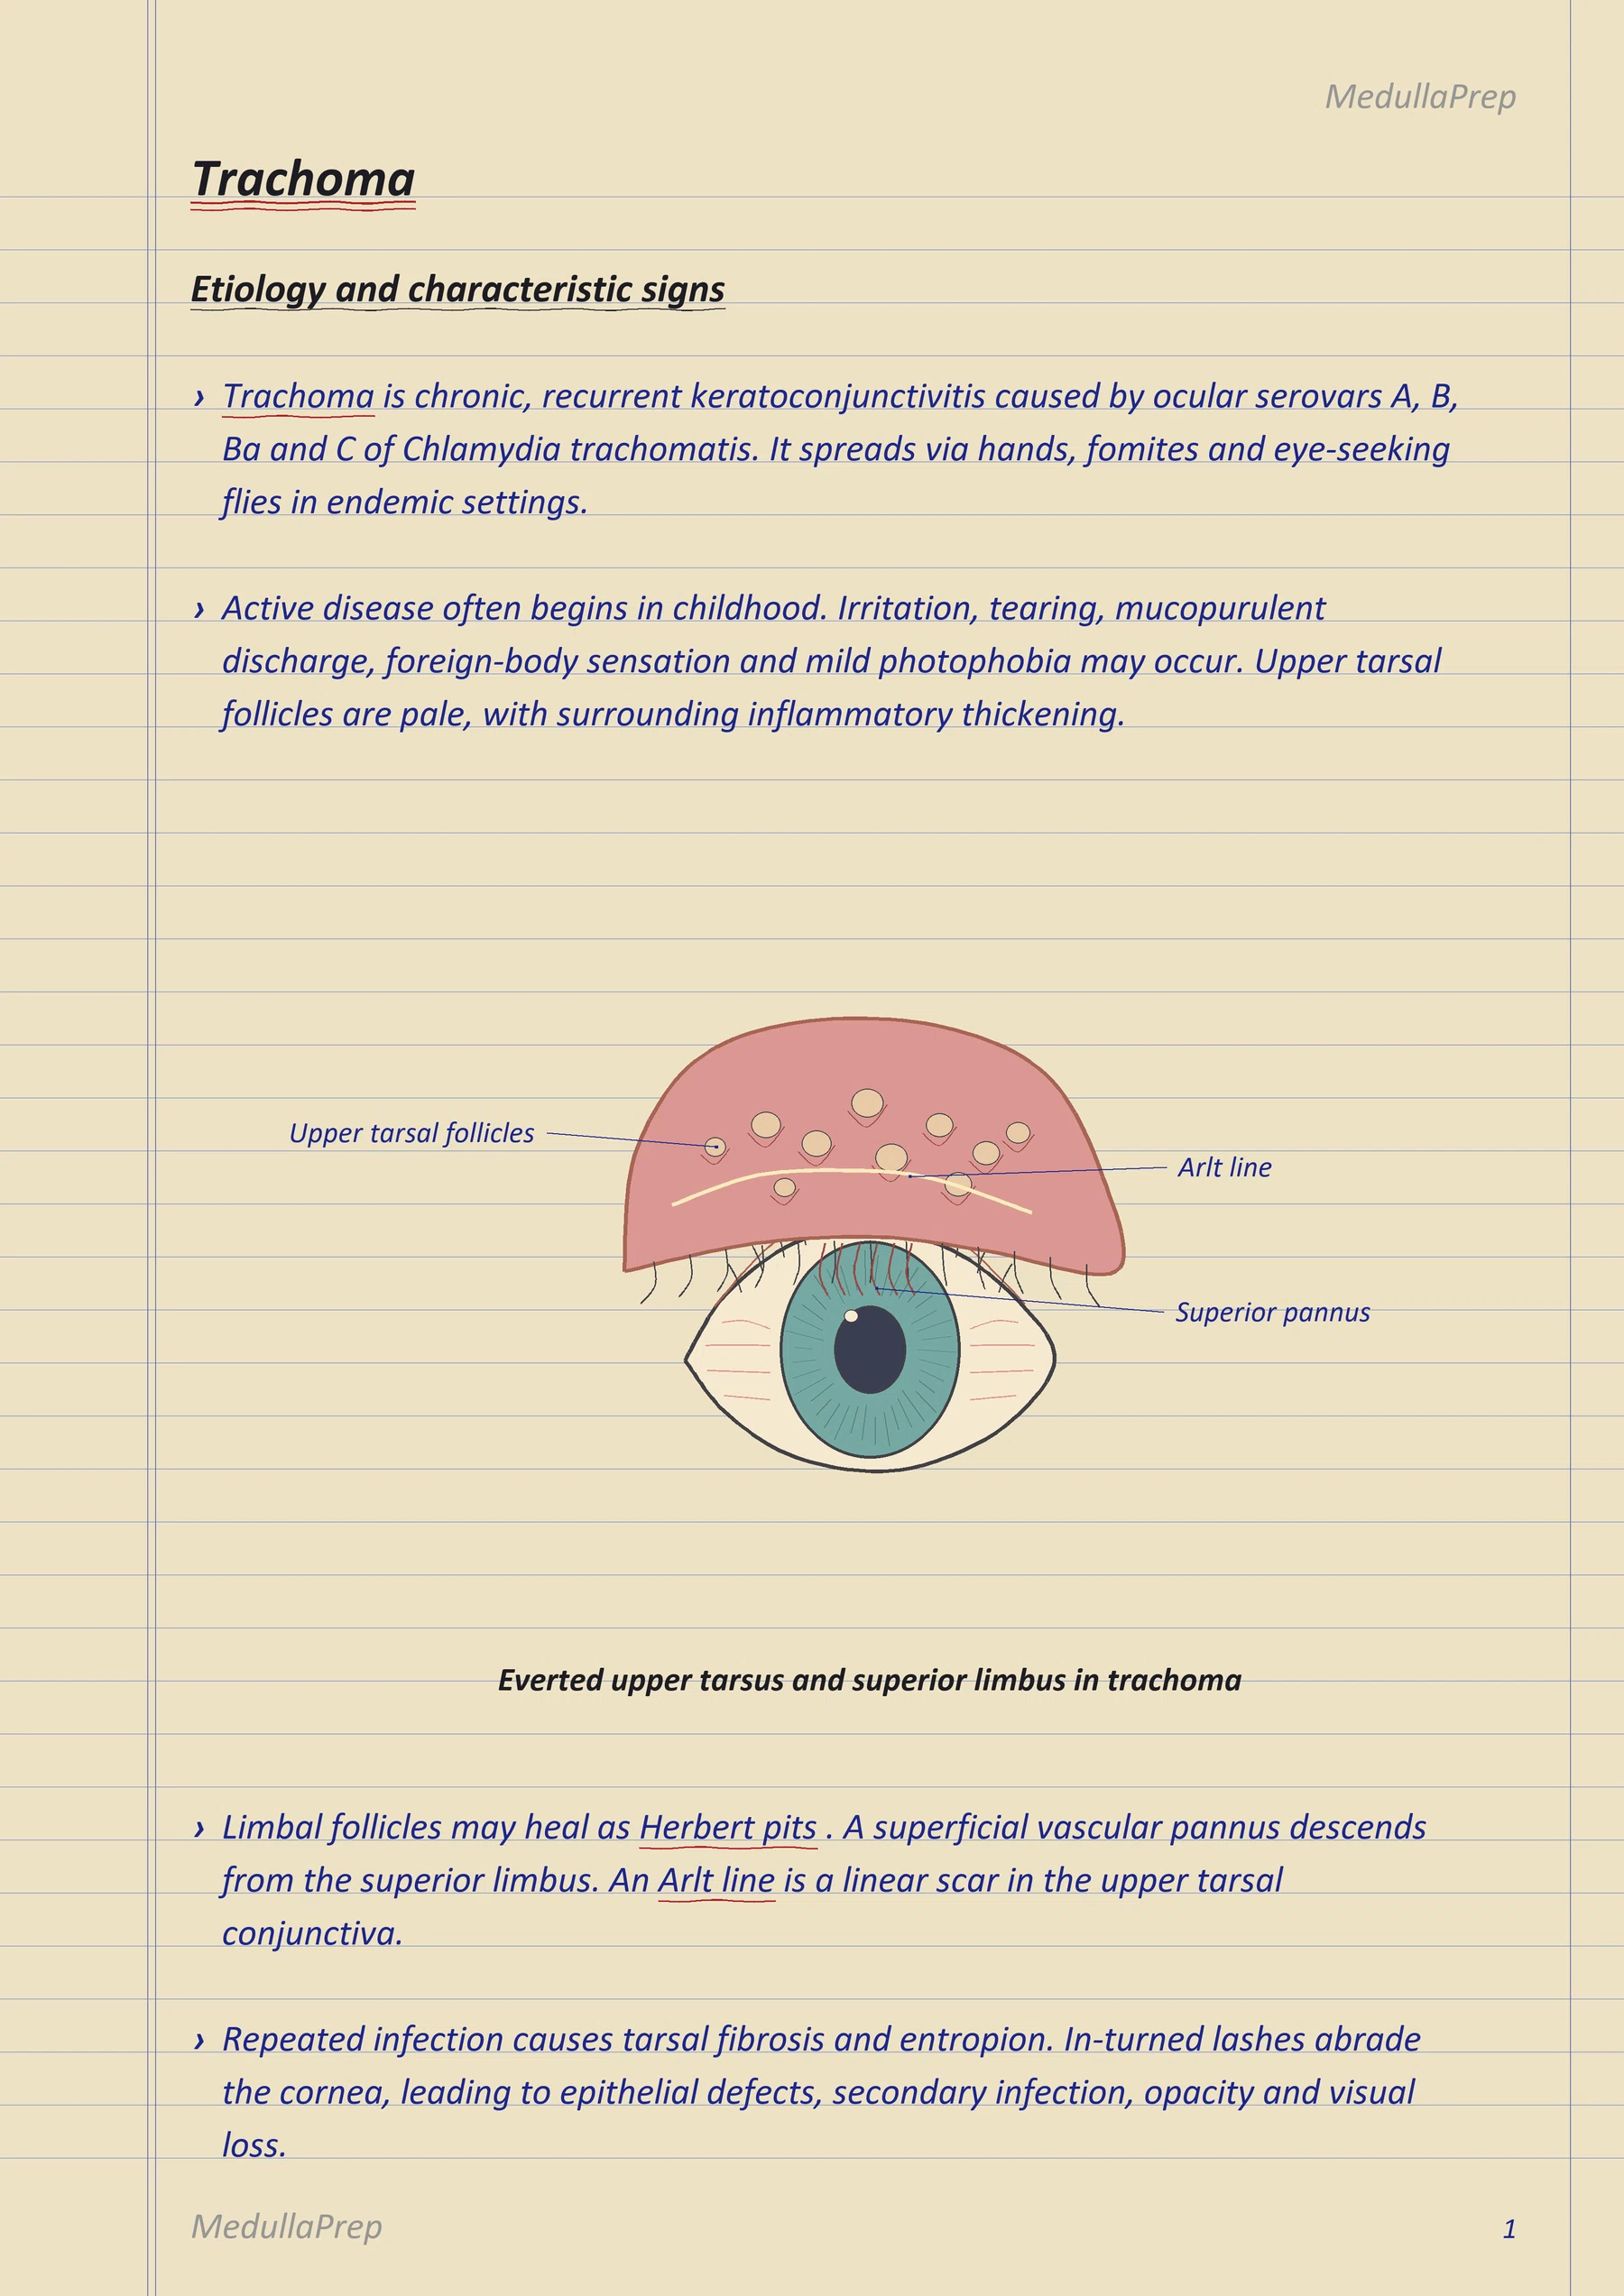 MedullaPrep
Trachoma
Etiology and characteristic signs
› Trachoma is chronic, recurrent keratoconjunctivitis caused by ocular serovars A, B,
Ba and C of Chlamydia trachomatis. It spreads via hands, fomites and eye-seeking
flies in endemic settings.
› Active disease often begins in childhood. Irritation, tearing, mucopurulent
discharge, foreign-body sensation and mild photophobia may occur. Upper tarsal
follicles are pale, with surrounding inflammatory thickening.
Upper tarsal follicles
Arlt line
Superior pannus
Everted upper tarsus and superior limbus in trachoma
› Limbal follicles may heal as Herbert pits . A superficial vascular pannus descends
from the superior limbus. An Arlt line is a linear scar in the upper tarsal
conjunctiva.
› Repeated infection causes tarsal fibrosis and entropion. In-turned lashes abrade
the cornea, leading to epithelial defects, secondary infection, opacity and visual
loss.
MedullaPrep
1